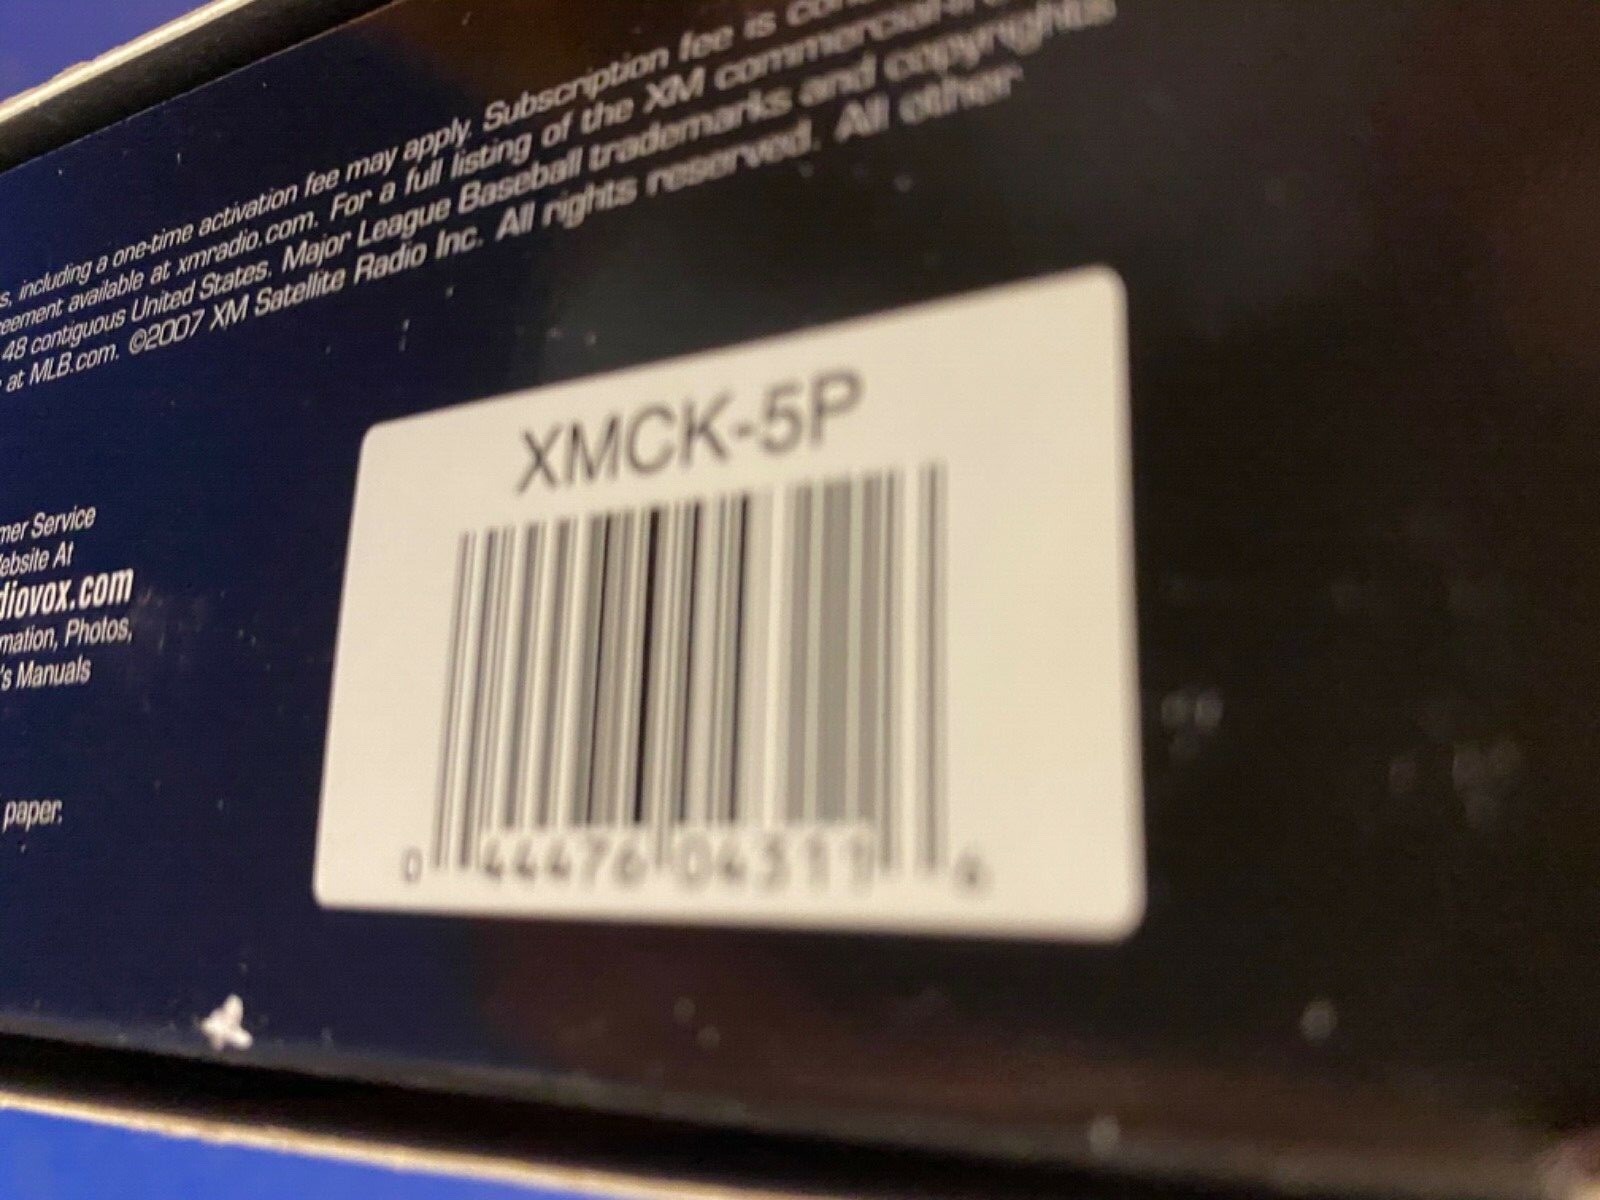 s, including a one-time activation fee may apply. Subscription fee is
eement available at xmradio.com. For a full listing of the XM commercial
48 contiguous United States. Major League Baseball trademarks and copyrights
at MLB.com. ©2007 XM Satellite Radio Inc. All rights reserved. All other
mer Service
ebsite At
diovox.com
mation, Photos,
's Manuals
paper.
XMCK-5P
0 44476 04311 6